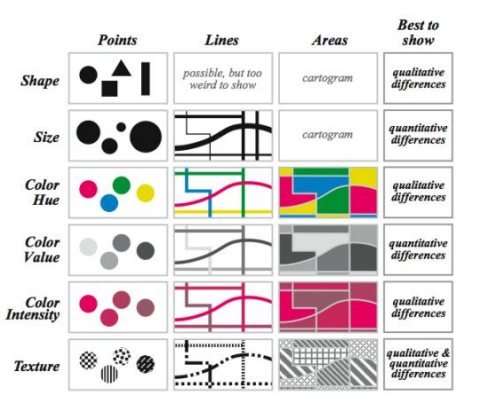 Points Lines Areas Best to
show
Shape possible, but too
weird to show cartogram qualitative
differences
Size cartogram quantitative
differences
Color
Hue qualitative
differences
Color
Value quantitative
differences
Color
Intensity qualitative
differences
Texture qualitative &
quantitative
differences